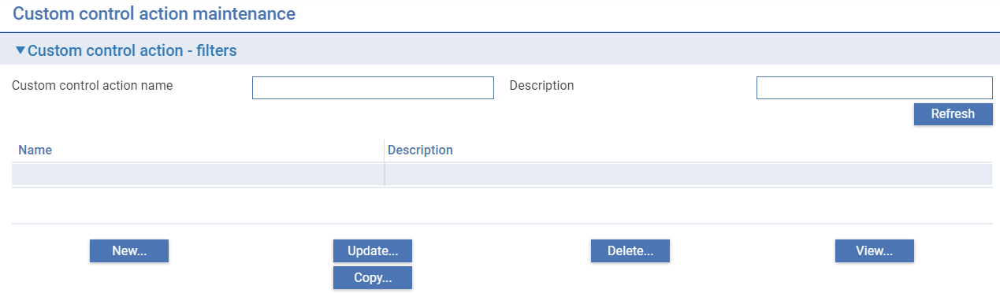 Custom control action maintenance
Custom control action - filters
Custom control action name Description
Refresh
Name Description
New... Update... Delete... View...
Copy...